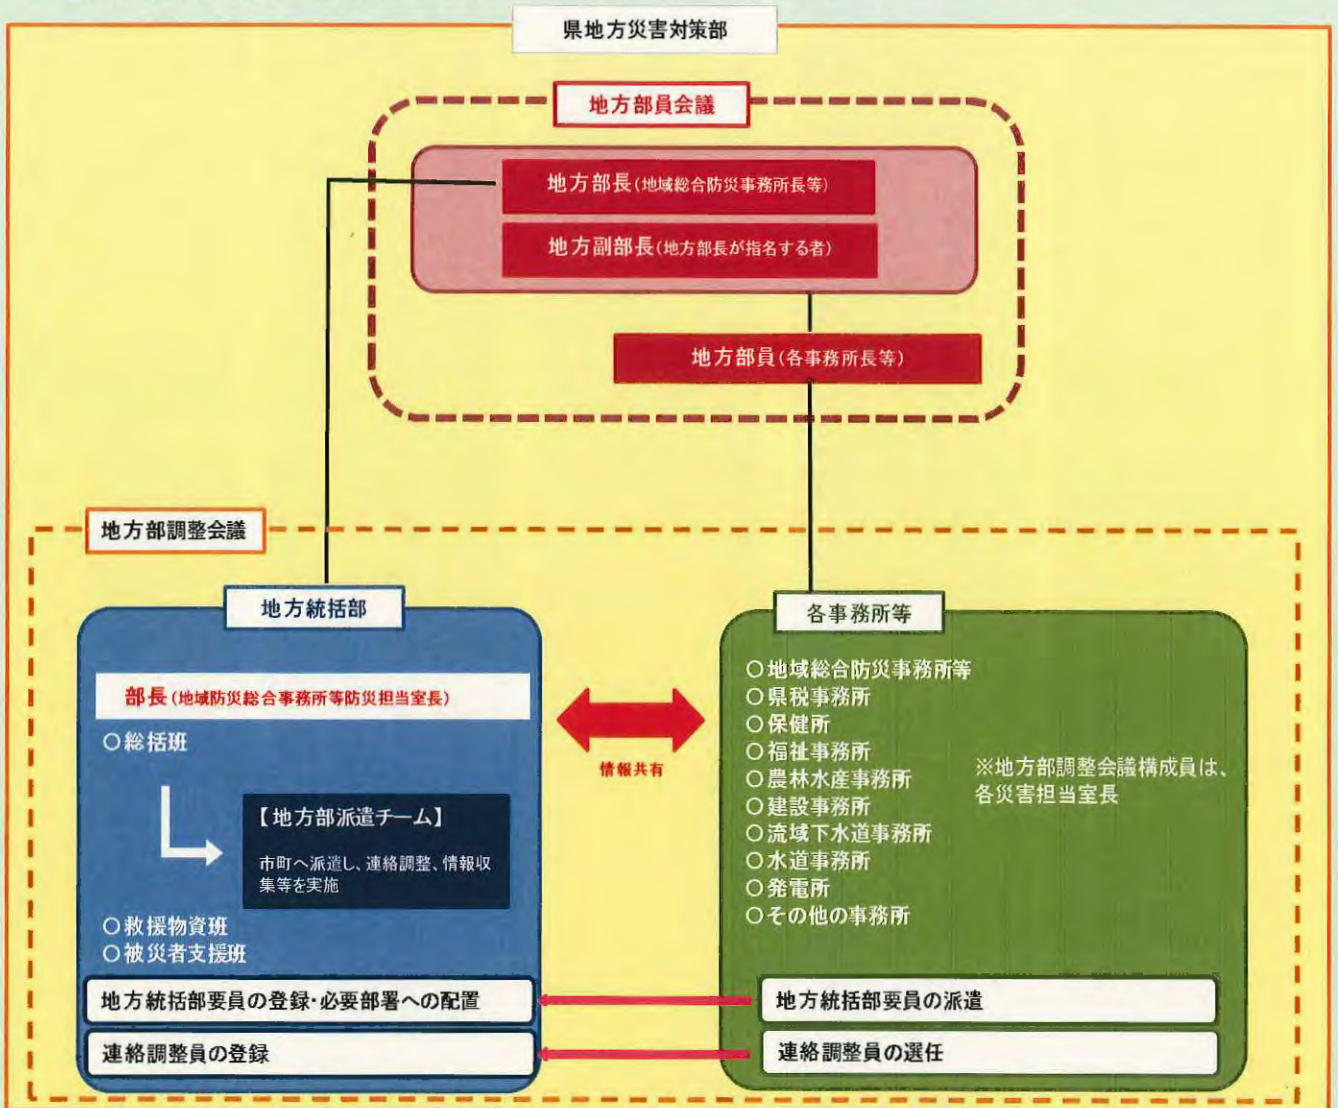 県地方災害対策部
地方部員会議
地方部長(地域総合防災事務所長等)
地方副部長(地方部長が指名する者)
地方部員(各事務所長等)
地方部調整会議
地方統括部
部長(地域防災総合事務所等防災担当室長)
○総括班
【地方部派遣チーム】
市町へ派遣し、連絡調整、情報収
集等を実施
○救援物資班
○被災者支援班
地方統括部要員の登録・必要部署への配置
連絡調整員の登録
情報共有
各事務所等
○地域総合防災事務所等
○県税事務所
○保健所
○福祉事務所
○農林水産事務所
○建設事務所
○流域下水道事務所
○水道事務所
○発電所
○その他の事務所
※地方部調整会議構成員は、
各災害担当室長
地方統括部要員の派遣
連絡調整員の選任